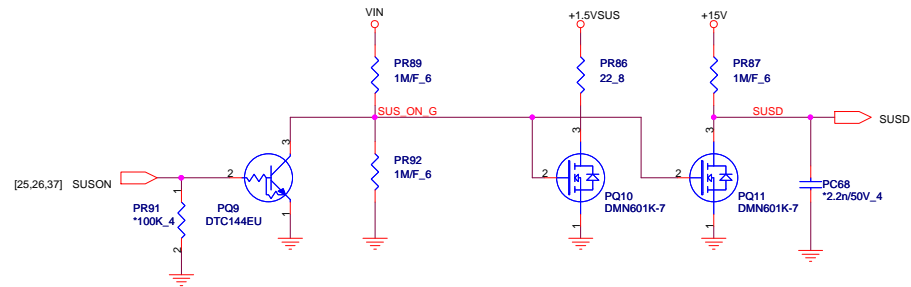 VIN
+1.5VSUS
+15V
PR89
1M/F_6
PR86
22_8
PR87
1M/F_6
SUS_ON_G
SUSD
SUSD
3
3
3
[25,26,37] SUSON
2
2
2
PR92
1M/F_6
1
PR91
*100K_4
2
PQ9
DTC144EU
1
PQ10
DMN601K-7
1
PQ11
DMN601K-7
1
PC68
*2.2n/50V_4